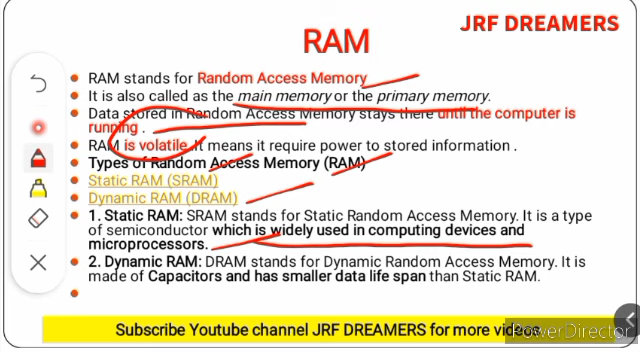 JRF DREAMERS
RAM
RAM stands for Random Access Memory
It is also called as the main memory or the primary memory.
Data stored in Random Access Memory stays there until the computer is
running .
RAM is volatile. It means it require power to stored information .
Types of Random Access Memory (RAM)
Static RAM (SRAM)
Dynamic RAM (DRAM)
1. Static RAM: SRAM stands for Static Random Access Memory. It is a type
of semiconductor which is widely used in computing devices and
microprocessors.
2. Dynamic RAM: DRAM stands for Dynamic Random Access Memory. It is
made of Capacitors and has smaller data life span than Static RAM.
Subscribe Youtube channel JRF DREAMERS for more videos
PowerDirector